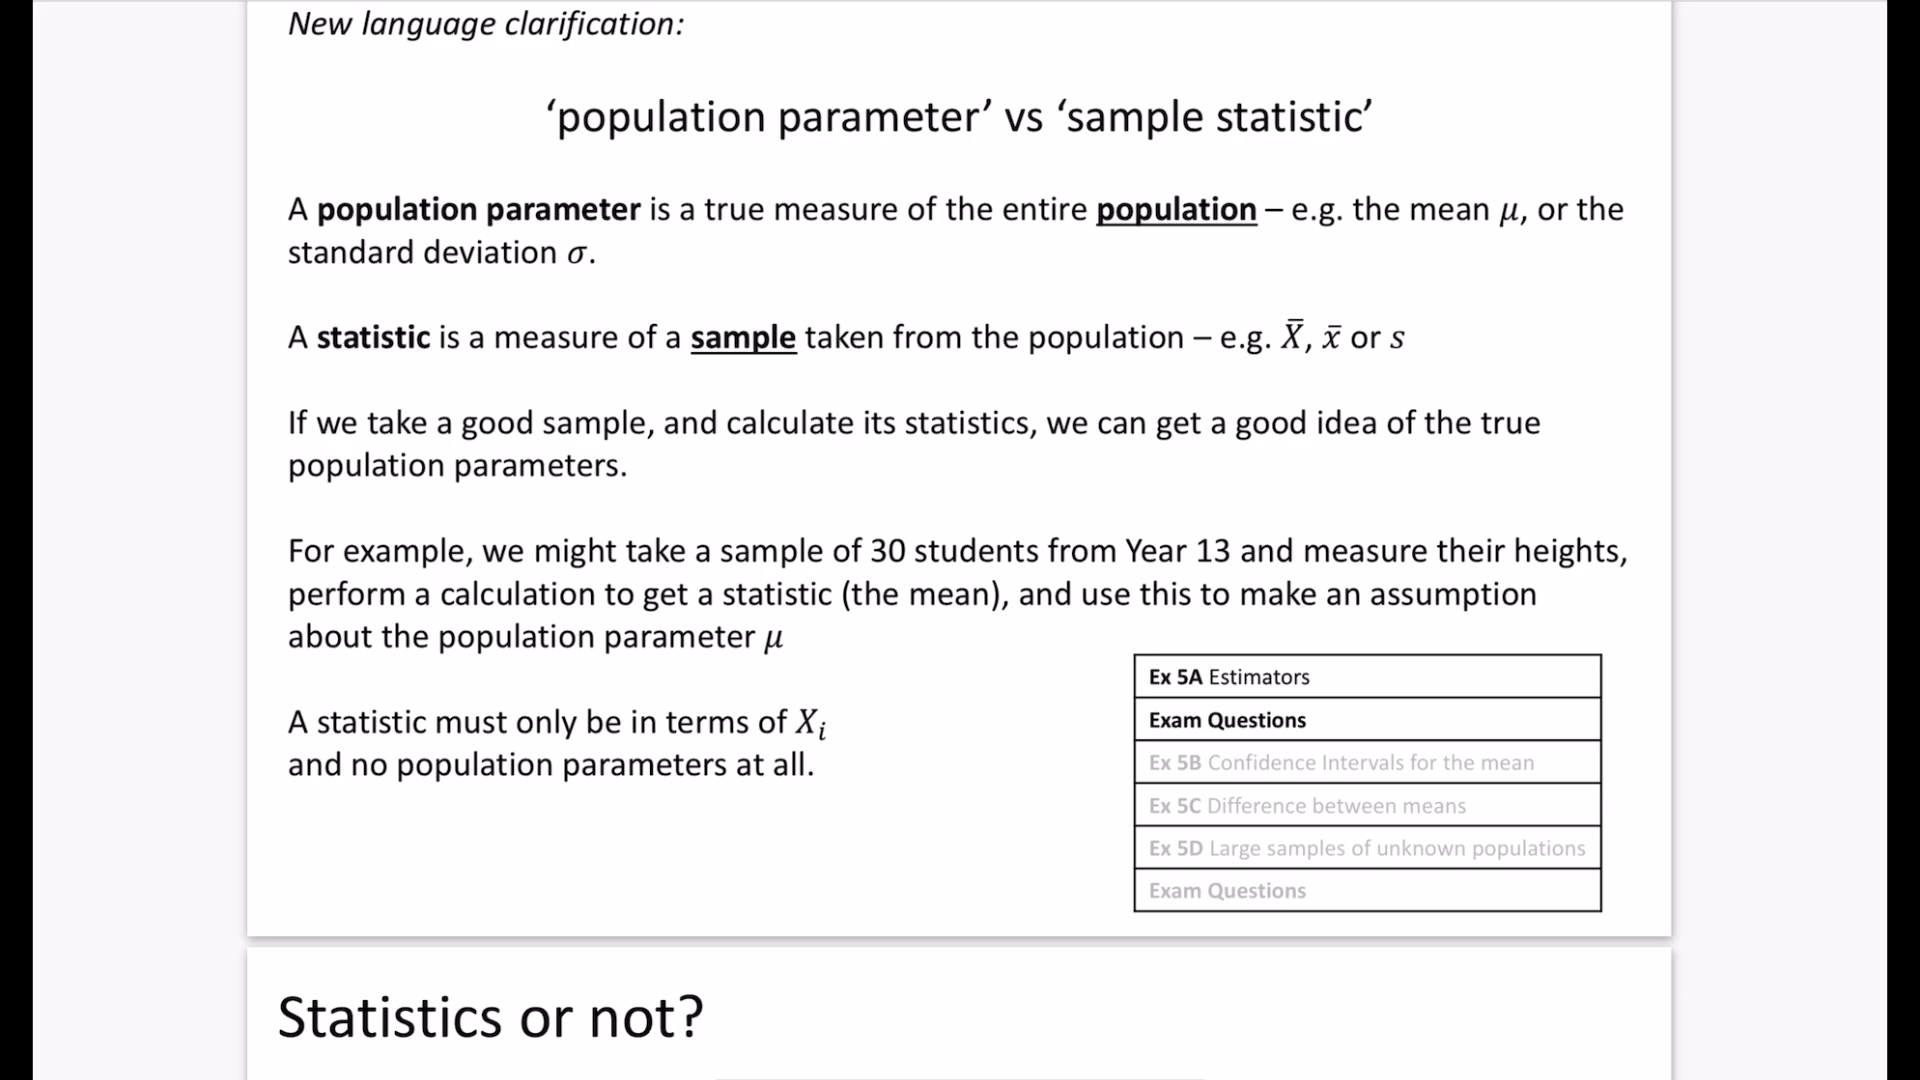 New language clarification:
‘population parameter’ vs ‘sample statistic’
A population parameter is a true measure of the entire population – e.g. the mean μ, or the
standard deviation σ.
A statistic is a measure of a sample taken from the population – e.g. X̄, x̄ or s
If we take a good sample, and calculate its statistics, we can get a good idea of the true
population parameters.
For example, we might take a sample of 30 students from Year 13 and measure their heights,
perform a calculation to get a statistic (the mean), and use this to make an assumption
about the population parameter μ
A statistic must only be in terms of Xᵢ
and no population parameters at all.
Ex 5A Estimators
Exam Questions
Ex 5B Confidence Intervals for the mean
Ex 5C Difference between means
Ex 5D Large samples of unknown populations
Exam Questions
Statistics or not?